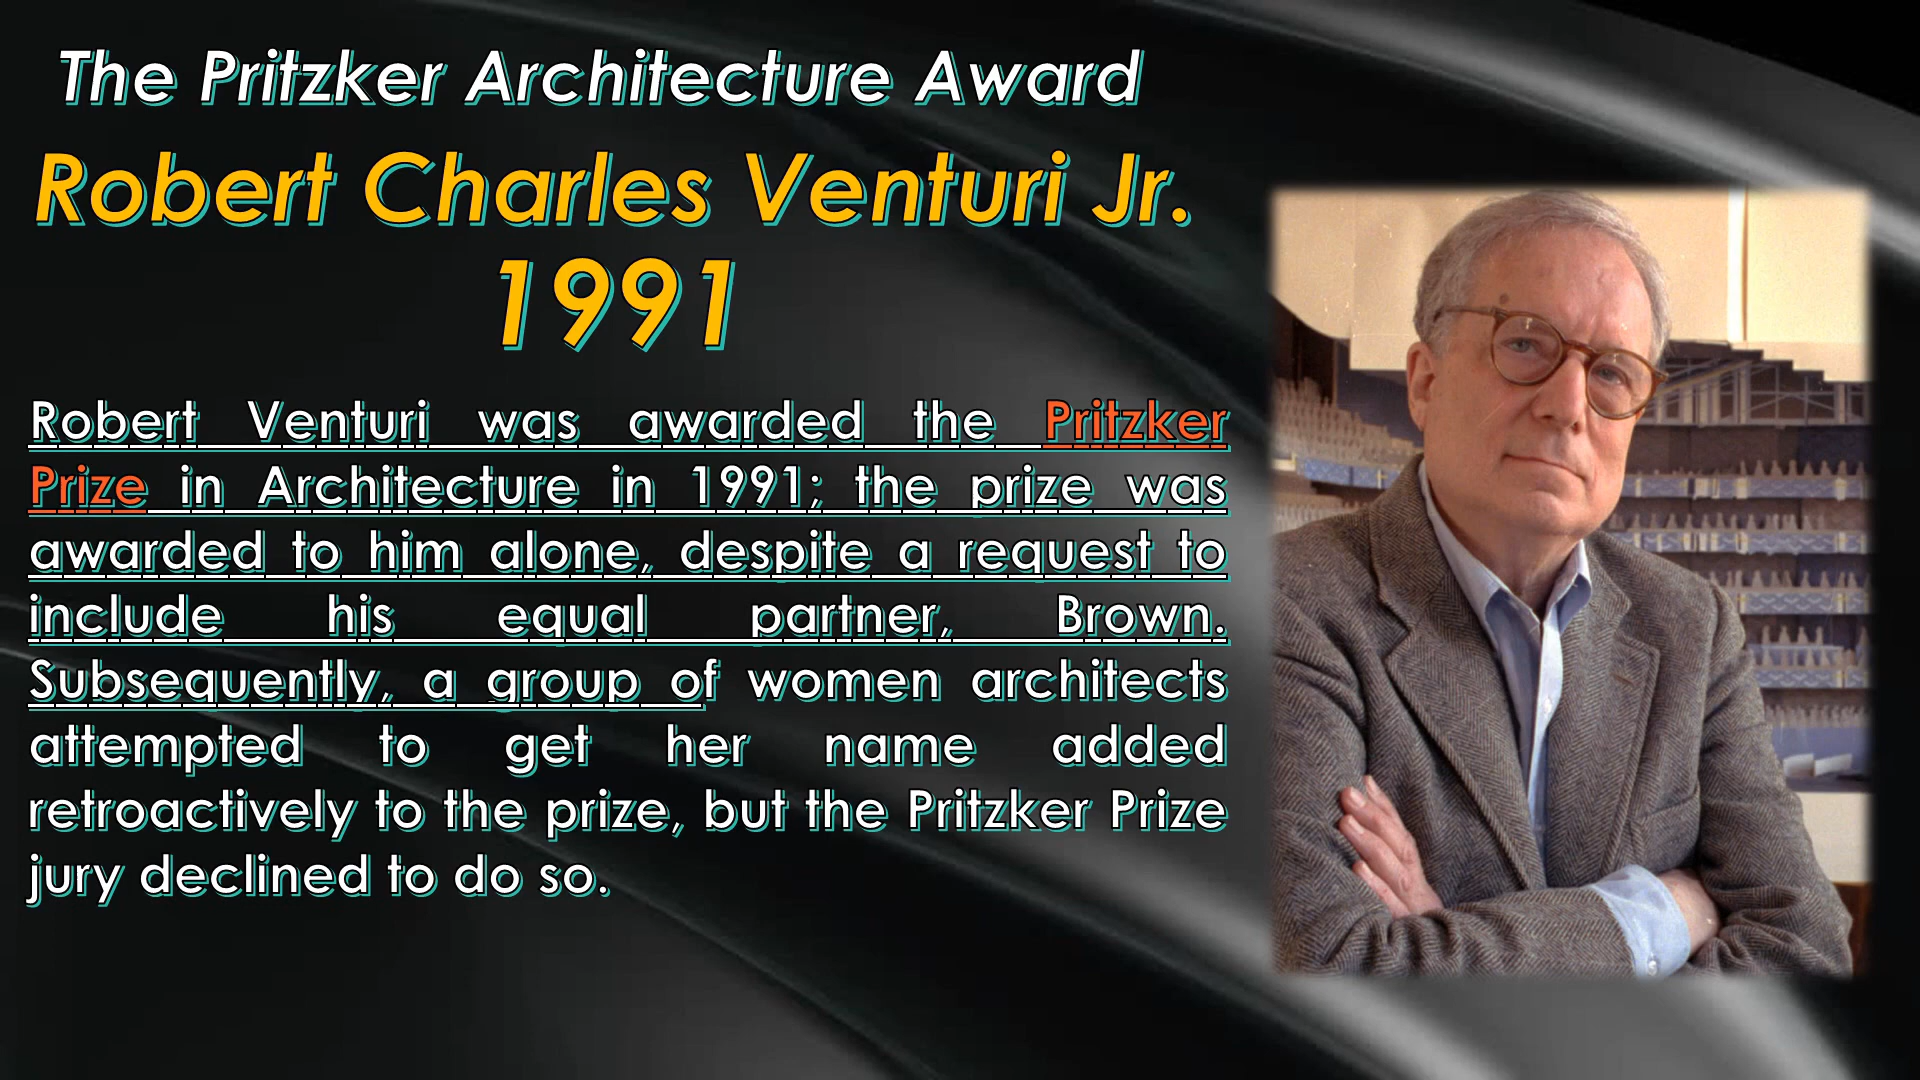 The Pritzker Architecture Award
Robert Charles Venturi Jr.
1991
Robert Venturi was awarded the Pritzker
Prize in Architecture in 1991; the prize was
awarded to him alone, despite a request to
include his equal partner, Brown.
Subsequently, a group of women architects
attempted to get her name added
retroactively to the prize, but the Pritzker Prize
jury declined to do so.